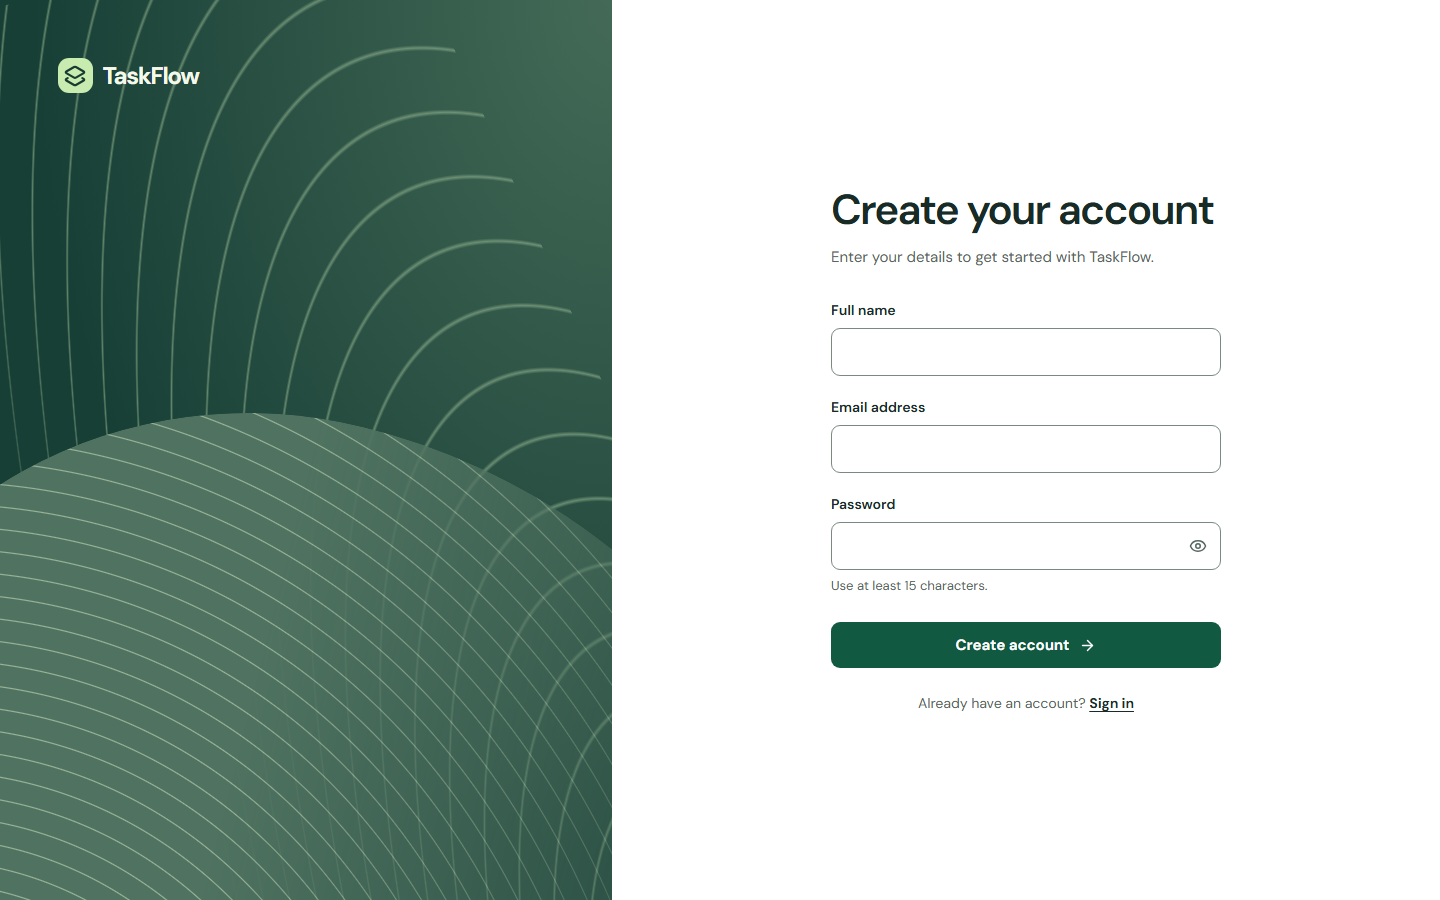 TaskFlow
Create your account
Enter your details to get started with TaskFlow.
Full name
Email address
Password
Use at least 15 characters.
Create account
Already have an account? Sign in